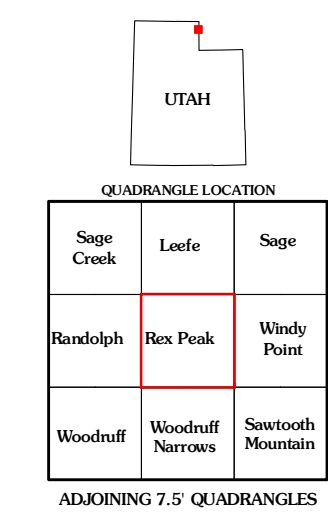 UTAH
QUADRANGLE LOCATION
Sage
Creek
Leefe
Sage
Randolph
Rex Peak
Windy
Point
Woodruff
Woodruff
Narrows
Sawtooth
Mountain
ADJOINING 7.5' QUADRANGLES